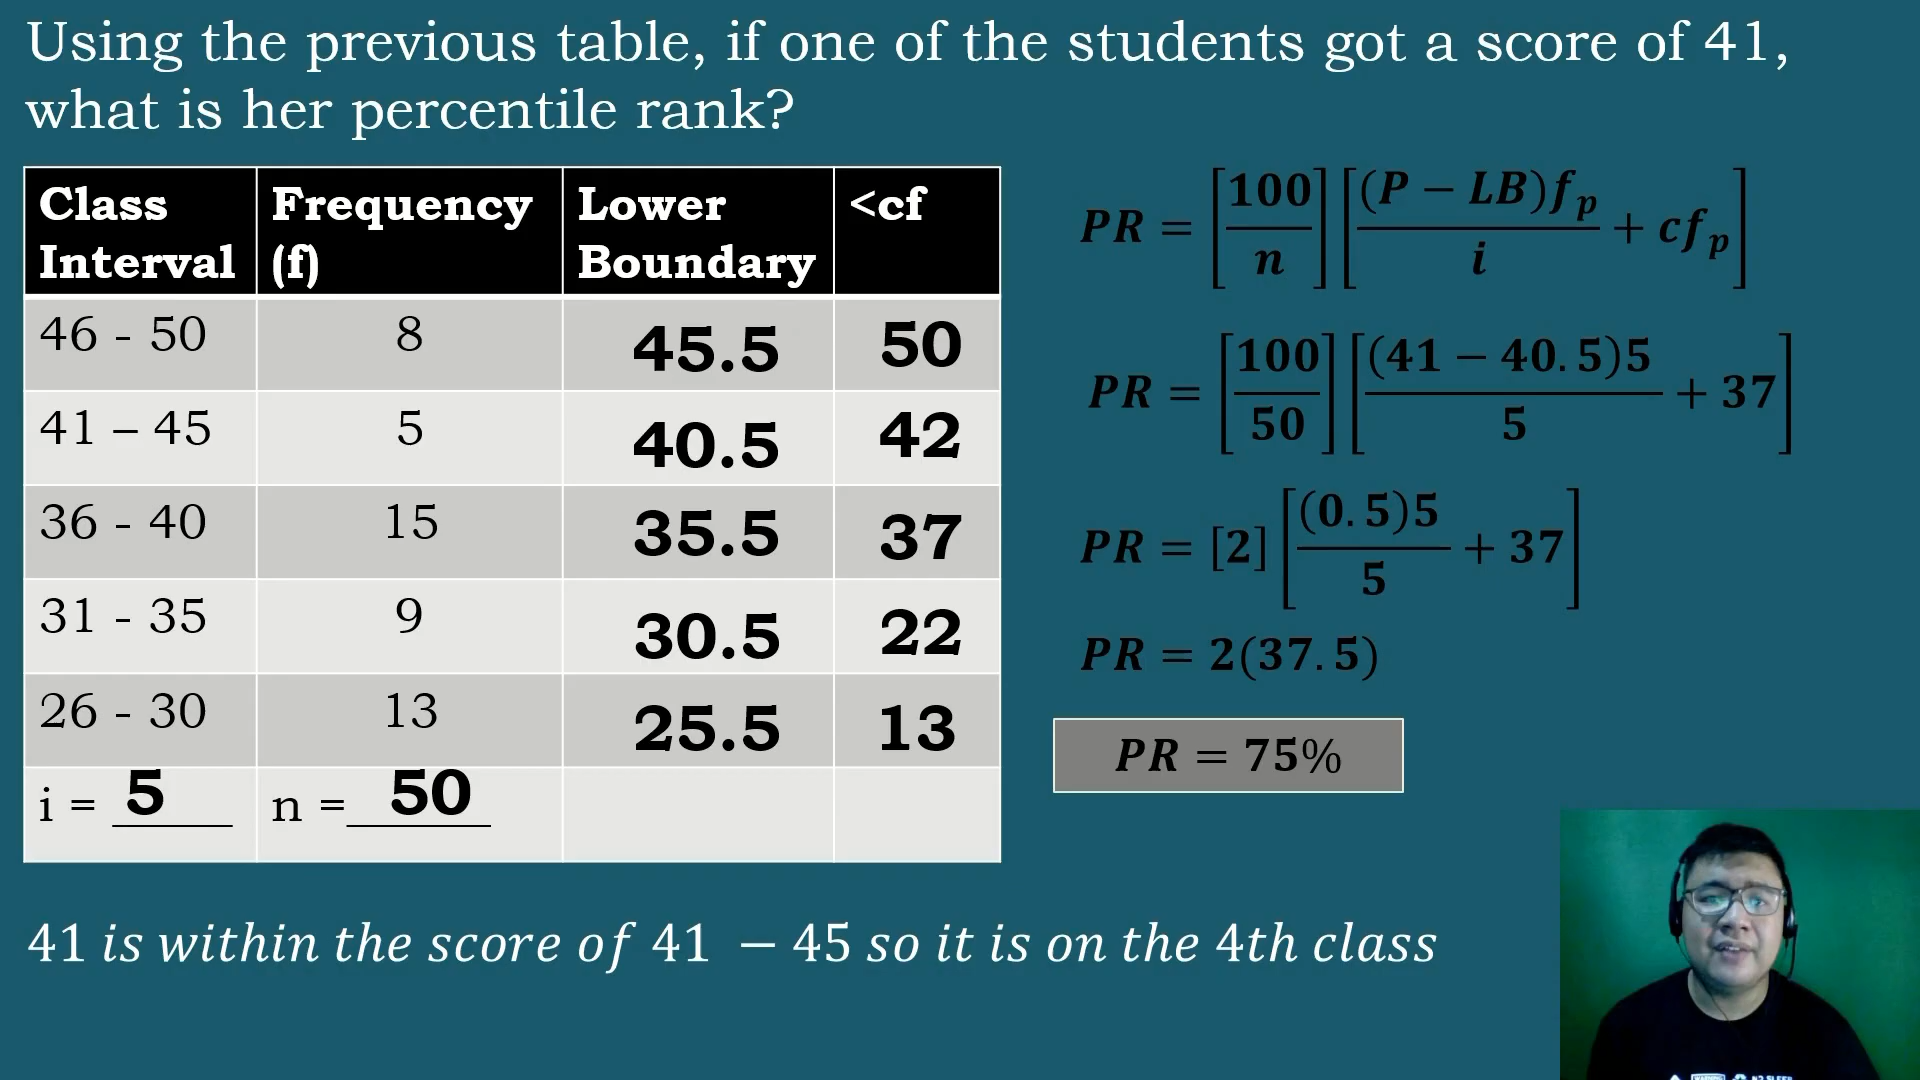 Using the previous table, if one of the students got a score of 41,
what is her percentile rank?
Class Interval | Frequency (f) | Lower Boundary | <cf
46 - 50 | 8 | 45.5 | 50
41 – 45 | 5 | 40.5 | 42
36 - 40 | 15 | 35.5 | 37
31 - 35 | 9 | 30.5 | 22
26 - 30 | 13 | 25.5 | 13
i = 5 | n = 50
PR = [100/n] [(P − LB)f_p / i + cf_p]
PR = [100/50] [(41 − 40.5)5 / 5 + 37]
PR = [2] [(0.5)5 / 5 + 37]
PR = 2(37.5)
PR = 75%
41 is within the score of 41 − 45 so it is on the 4th class
WARNING
NO SLEEP